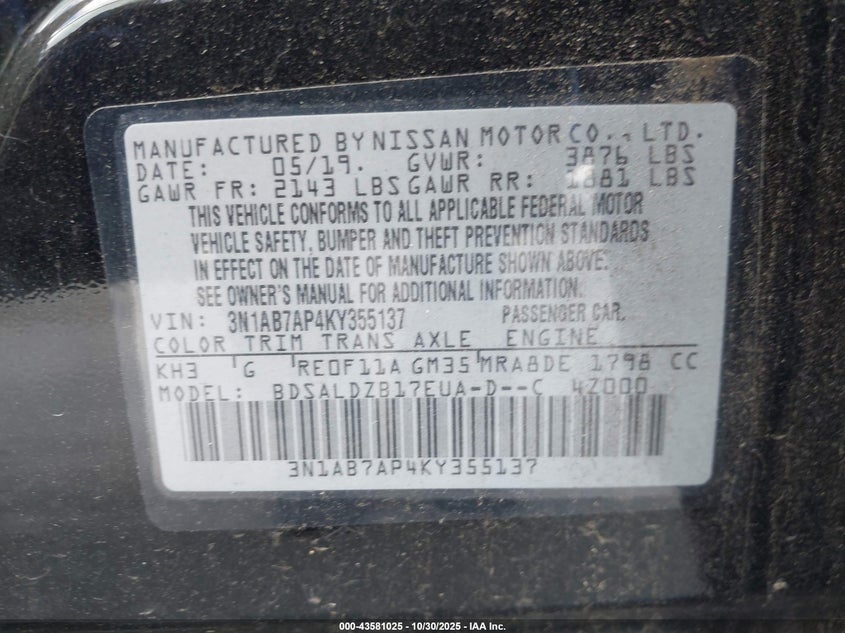 MANUFACTURED BY NISSAN MOTOR CO., LTD.
DATE: 05/19. GVWR: 3876 LBS
GAWR FR: 2143 LBS GAWR RR: 1881 LBS
THIS VEHICLE CONFORMS TO ALL APPLICABLE FEDERAL MOTOR
VEHICLE SAFETY, BUMPER AND THEFT PREVENTION STANDARDS
IN EFFECT ON THE DATE OF MANUFACTURE SHOWN ABOVE.
SEE OWNER'S MANUAL FOR ADDITIONAL INFORMATION.
VIN: 3N1AB7AP4KY355137 PASSENGER CAR.
COLOR TRIM TRANS AXLE ENGINE
KH3 G RE0F11A GM35 MRA8DE 1798 CC
MODEL: BDSALDZB17EUA-D--C 4Z000
3N1AB7AP4KY355137
000-43581025 | 10/30/2025 | IAA Inc.